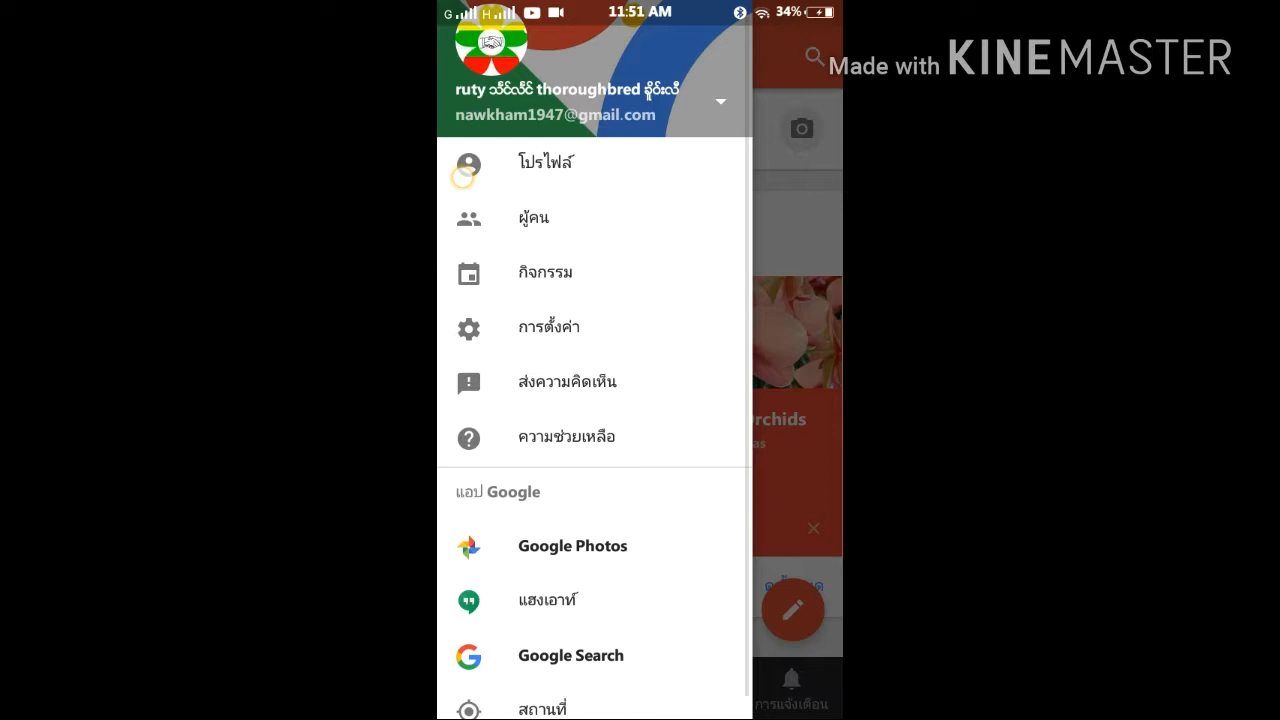 G H 11:51 AM 34%
Made with KINEMASTER
ruty သႅင်လႅင် thoroughbred
nawkham1947@gmail.com
โปรไฟล์
ผู้คน
กิจกรรม
การตั้งค่า
ส่งความคิดเห็น
ความช่วยเหลือ
rchids
as
แอป Google
Google Photos
แฮงเอาท์
Google Search
สถานที่
การแจ้งเตือน